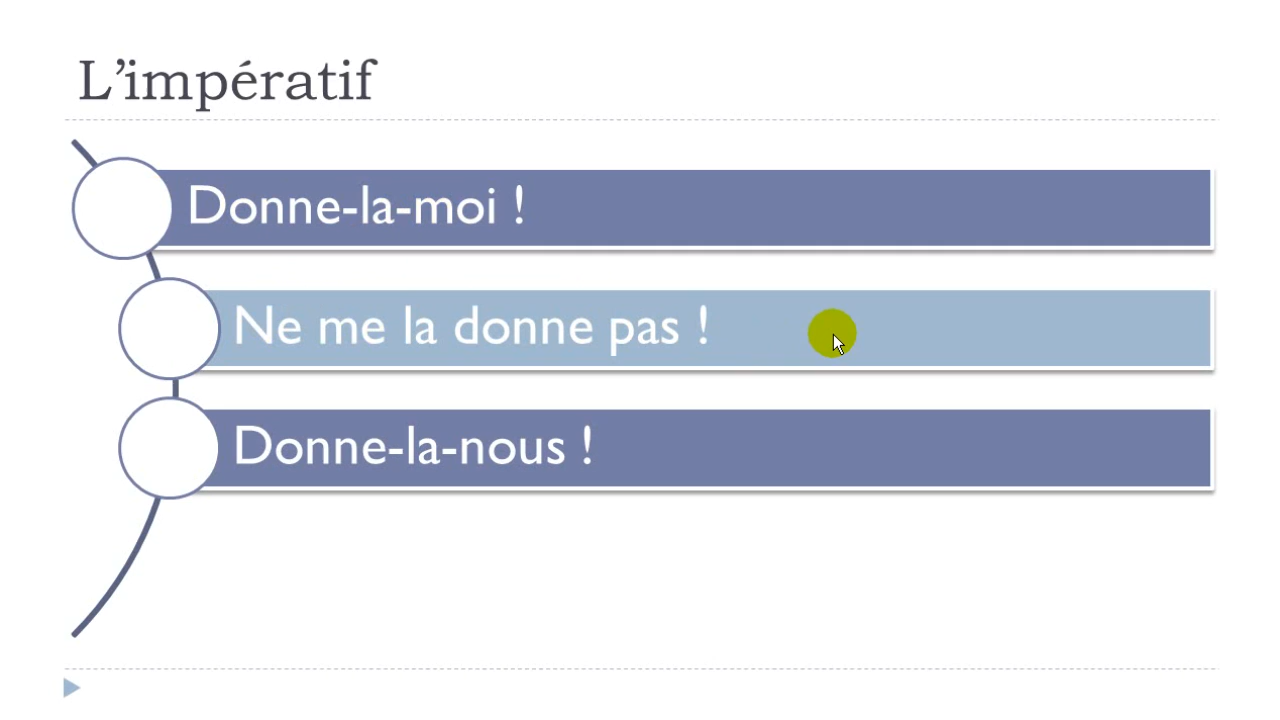 L’impératif
Donne-la-moi !
Ne me la donne pas !
Donne-la-nous !